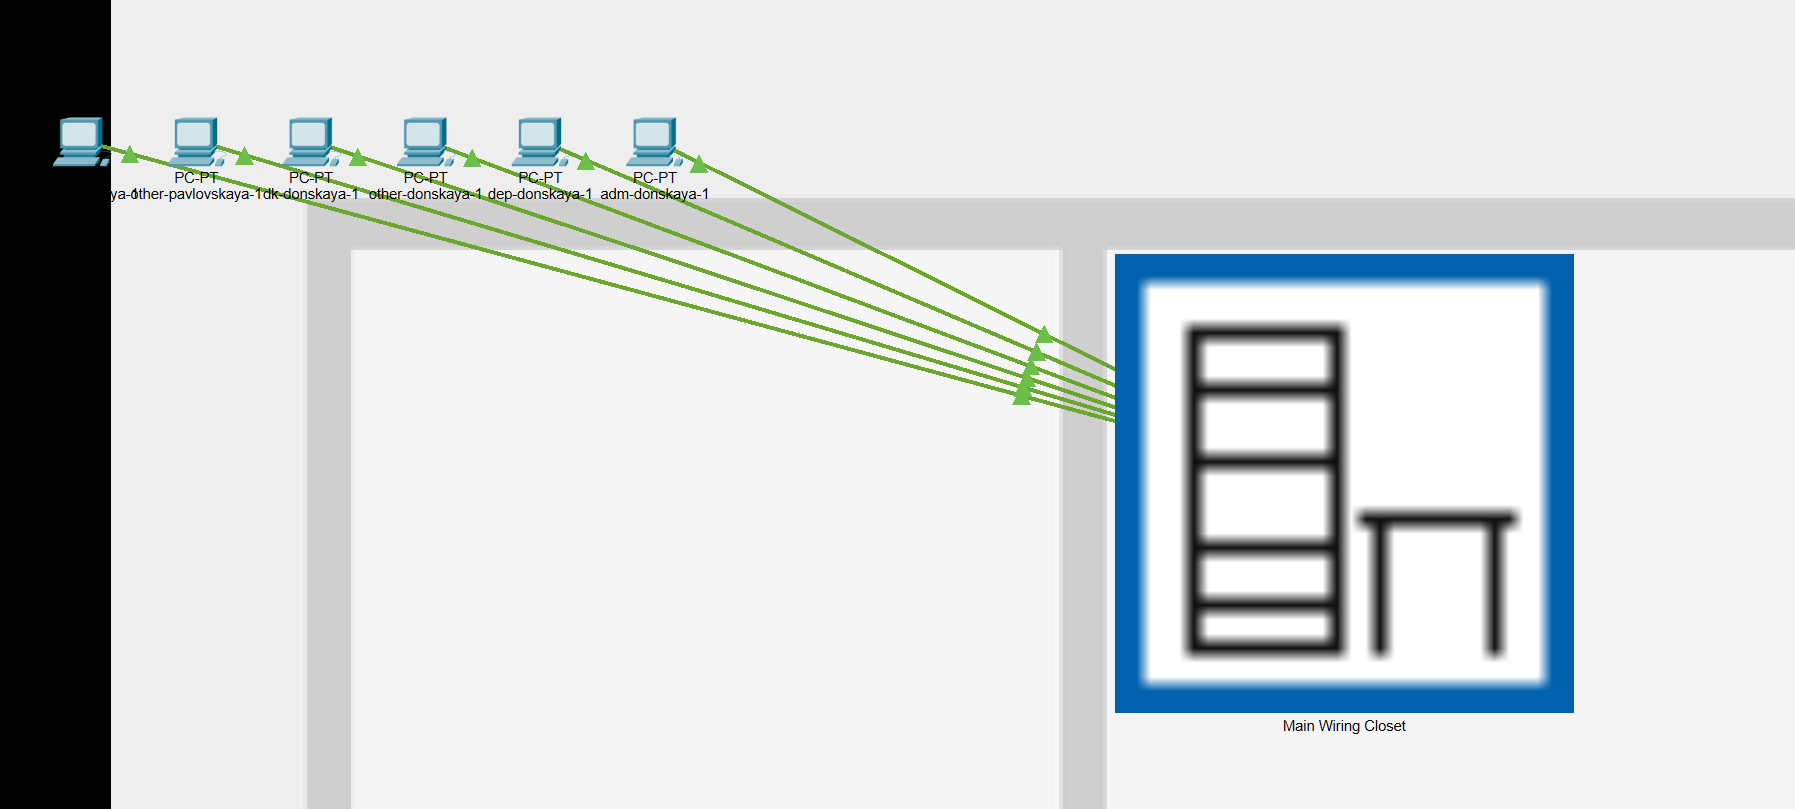 PC-PT PC-PT PC-PT PC-PT PC-PT
other-pavlovskaya-1 dk-donskaya-1 other-donskaya-1 dep-donskaya-1 adm-donskaya-1
Main Wiring Closet